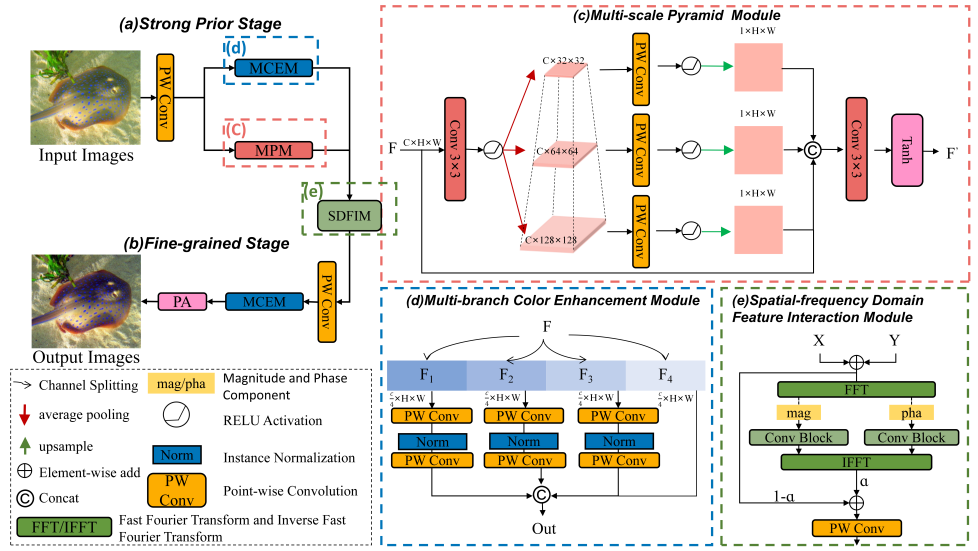 (a)Strong Prior Stage
(d)
MCEM
PW Conv
(C)
MPM
Input Images
(e)
SDFIM
(b)Fine-grained Stage
PA
MCEM
PW Conv
Output Images
Channel Splitting
mag/pha
Magnitude and Phase
Component
average pooling
RELU Activation
upsample
Norm
Instance Normalization
Element-wise add
PW
Conv
Point-wise Convolution
C
Concat
FFT/IFFT
Fast Fourier Transform and Inverse Fast
Fourier Transform
(c)Multi-scale Pyramid Module
F
C×H×W
Conv 3×3
C×32×32
C×64×64
C×128×128
PW
Conv
PW
Conv
PW
Conv
1×H×W
1×H×W
1×H×W
C
Conv 3×3
Tanh
F'
(d)Multi-branch Color Enhancement Module
F
F1
F2
F3
F4
C/4×H×W
C/4×H×W
C/4×H×W
C/4×H×W
PW Conv
PW Conv
PW Conv
Norm
Norm
Norm
PW Conv
PW Conv
PW Conv
C
Out
(e)Spatial-frequency Domain
Feature Interaction Module
X
Y
FFT
mag
pha
Conv Block
Conv Block
IFFT
α
1-α
PW Conv